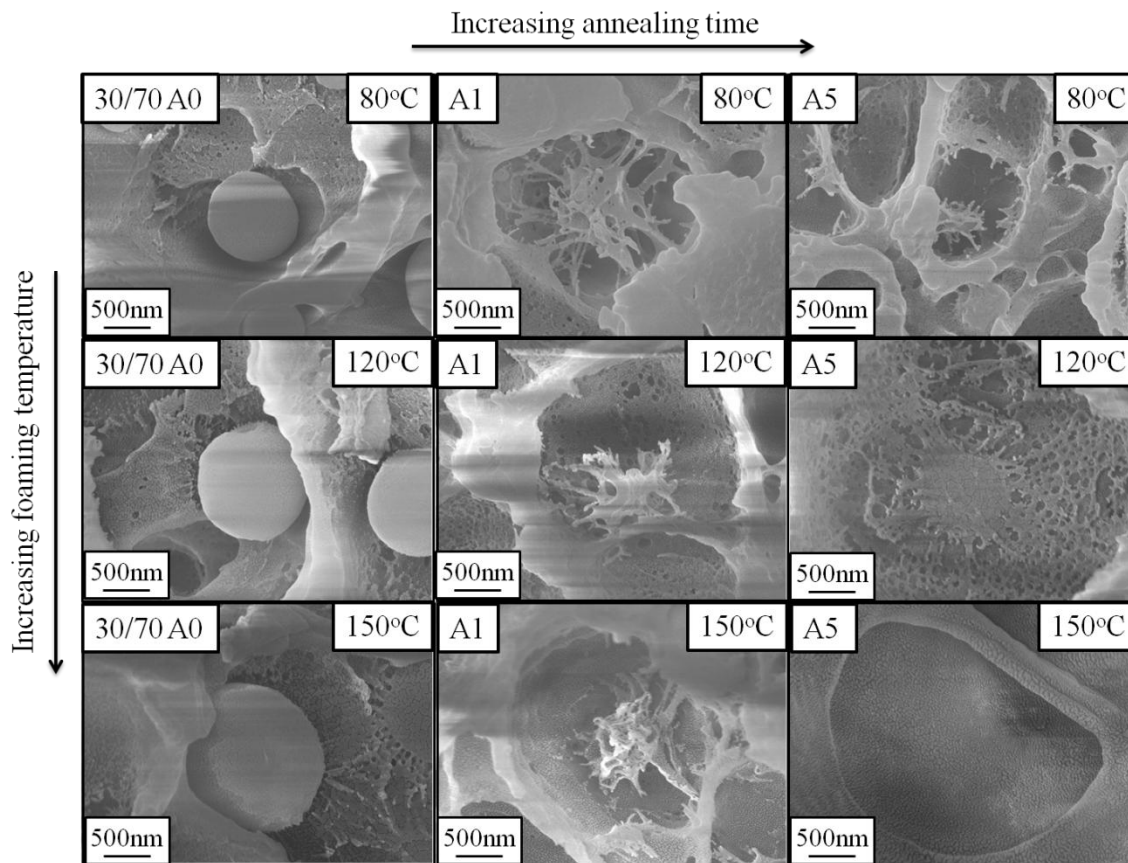 Increasing annealing time
30/70 A0
80°C
A1
80°C
A5
80°C
500nm
500nm
500nm
Increasing foaming temperature
30/70 A0
120°C
A1
120°C
A5
120°C
500nm
500nm
500nm
30/70 A0
150°C
A1
150°C
A5
150°C
500nm
500nm
500nm